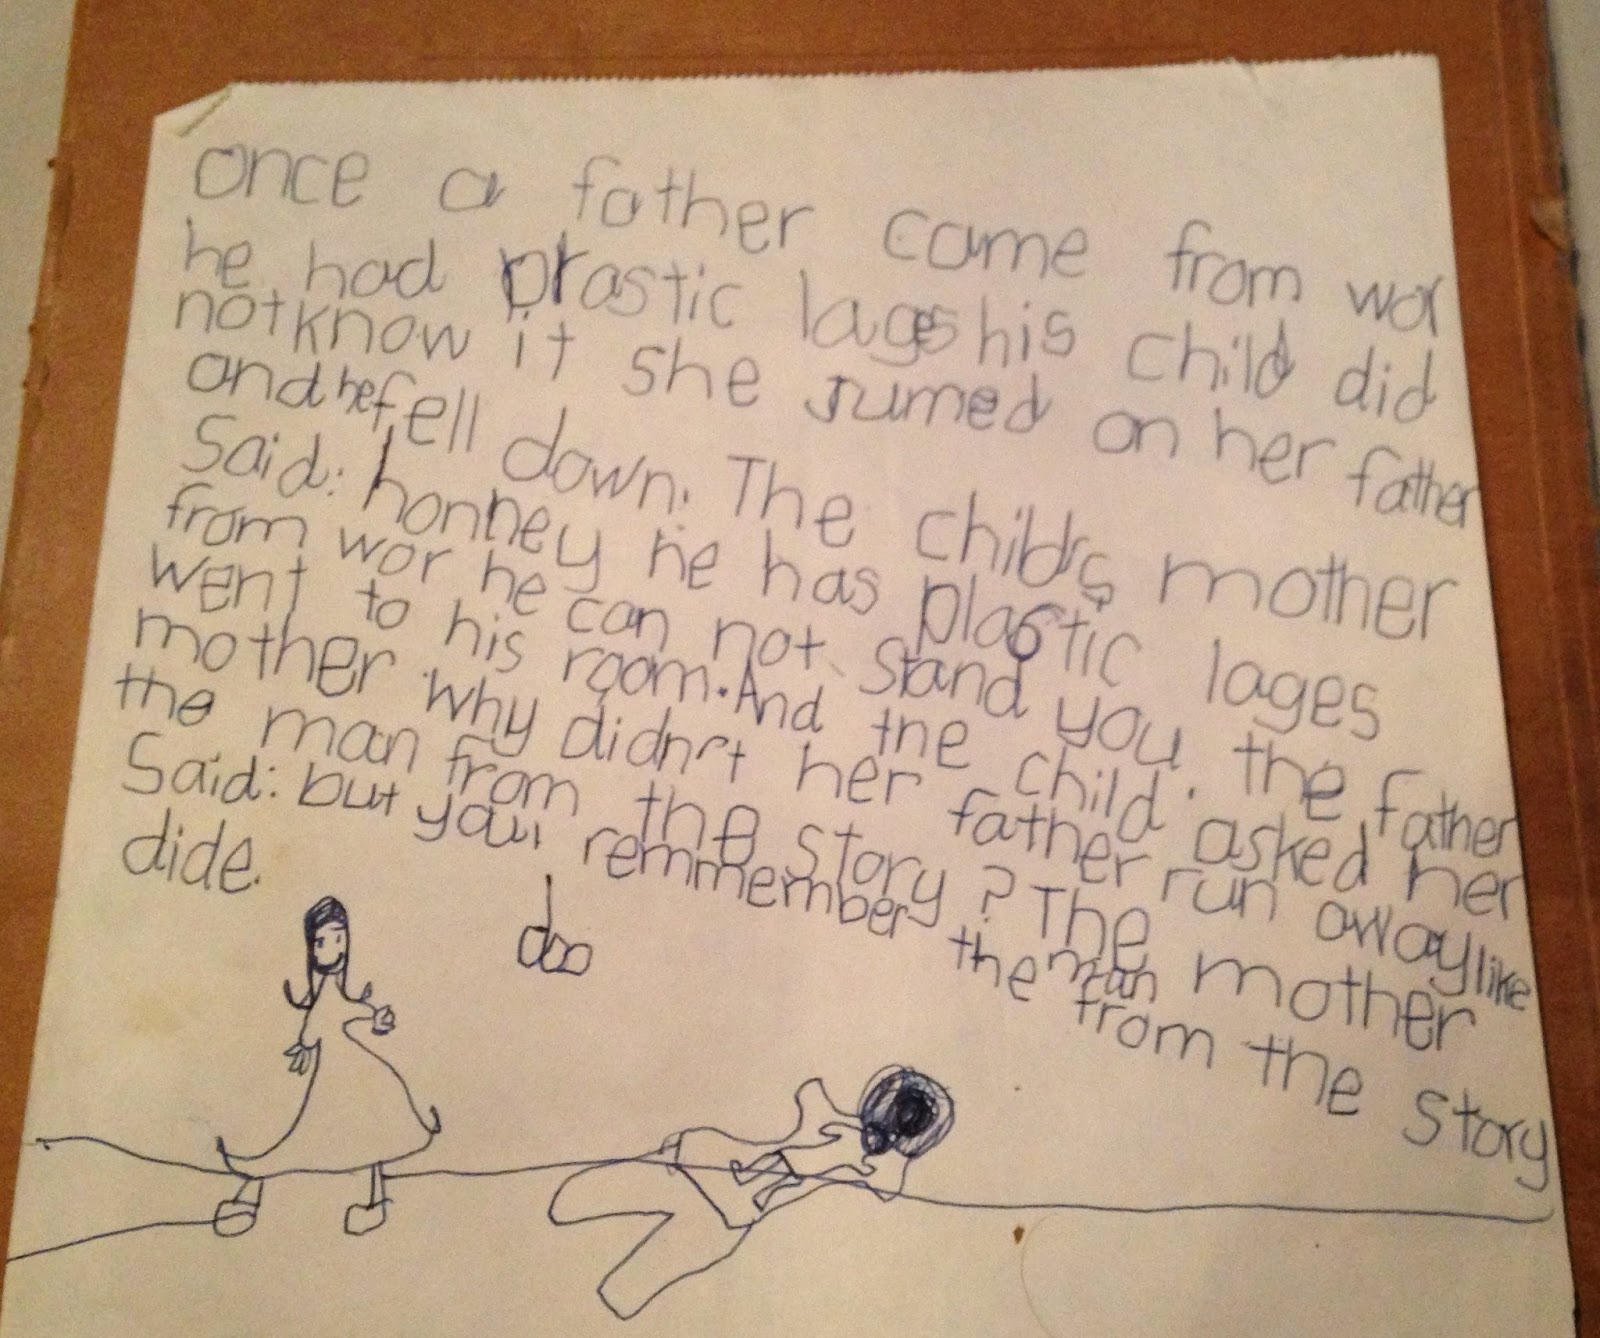 once a father came from wor
he had plastic lages his child did
not know it she jumed on her father
and he fell down. The childs mother
Said: honney he has plastic lages
from wor he can not stand you. the father
went to his room. And the child. asked her
mother why didn't her father run away like
the man from the story? The mother
Said: but you remmember the man from the story
dide.